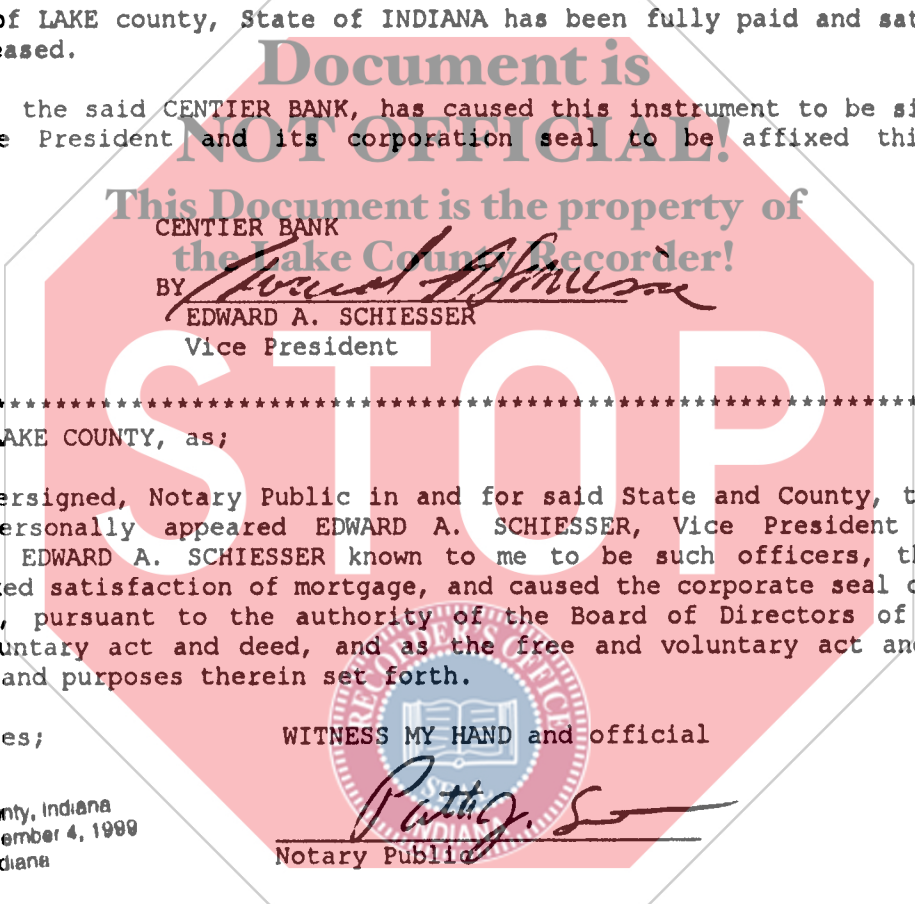 of LAKE county, State of INDIANA has been fully paid and sat
eased.
Document is
the said CENTIER BANK, has caused this instrument to be si
e President and its corporation seal to be affixed thi
NOT OFFICIAL!
This Document is the property of
CENTIER BANK
the Lake County Recorder!
BY
EDWARD A. SCHIESSER
Vice President
STOP
AKE COUNTY, as;
ersigned, Notary Public in and for said State and County, t
ersonally appeared EDWARD A. SCHIESSER, Vice President
EDWARD A. SCHIESSER known to me to be such officers, th
ed satisfaction of mortgage, and caused the corporate seal o
, pursuant to the authority of the Board of Directors of
untary act and deed, and as the free and voluntary act and
and purposes therein set forth.
RECORDER'S OFFICE
es;
WITNESS MY HAND and official
SEAL
nty, Indiana
ember 4, 1999
diana
INDIANA
Notary Public